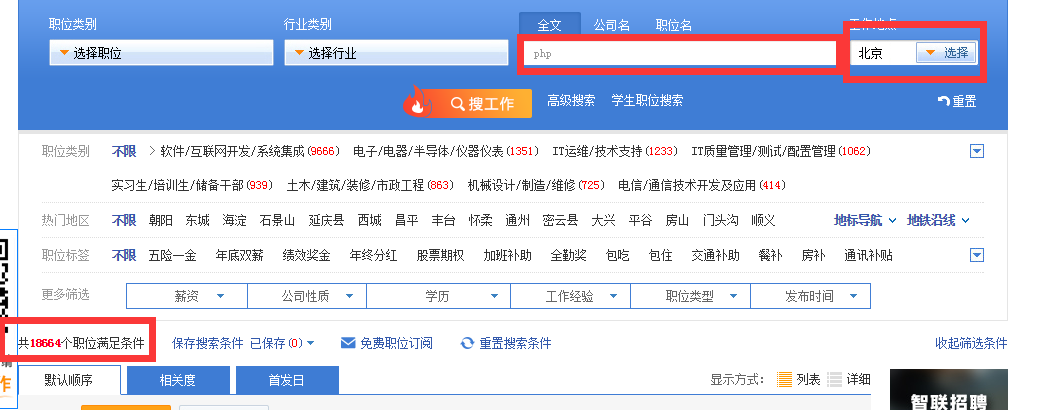 职位类别 行业类别 全文 公司名 职位名 工作地点
选择职位 选择行业 php 北京 选择
搜工作 高级搜索 学生职位搜索 重置
职位类别 不限 软件/互联网开发/系统集成(9666) 电子/电器/半导体/仪器仪表(1351) IT运维/技术支持(1233) IT质量管理/测试/配置管理(1062)
实习生/培训生/储备干部(939) 土木/建筑/装修/市政工程(863) 机械设计/制造/维修(725) 电信/通信技术开发及应用(414)
热门地区 不限 朝阳 东城 海淀 石景山 延庆县 西城 昌平 丰台 怀柔 通州 密云县 大兴 平谷 房山 门头沟 顺义 地标导航 地铁沿线
职位标签 不限 五险一金 年底双薪 绩效奖金 年终分红 股票期权 加班补助 全勤奖 包吃 包住 交通补助 餐补 房补 通讯补贴
更多筛选 薪资 公司性质 学历 工作经验 职位类型 发布时间
共18664个职位满足条件 保存搜索条件 已保存(0) 免费职位订阅 重置搜索条件 收起筛选条件
默认顺序 相关度 首发日 显示方式： 列表 详细
作
智联招聘